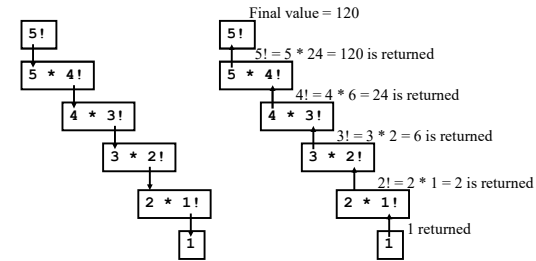 Final value = 120
5!
5!
5! = 5 * 24 = 120 is returned
5 * 4!
5 * 4!
4! = 4 * 6 = 24 is returned
4 * 3!
4 * 3!
3! = 3 * 2 = 6 is returned
3 * 2!
3 * 2!
2! = 2 * 1 = 2 is returned
2 * 1!
2 * 1!
1 returned
1
1